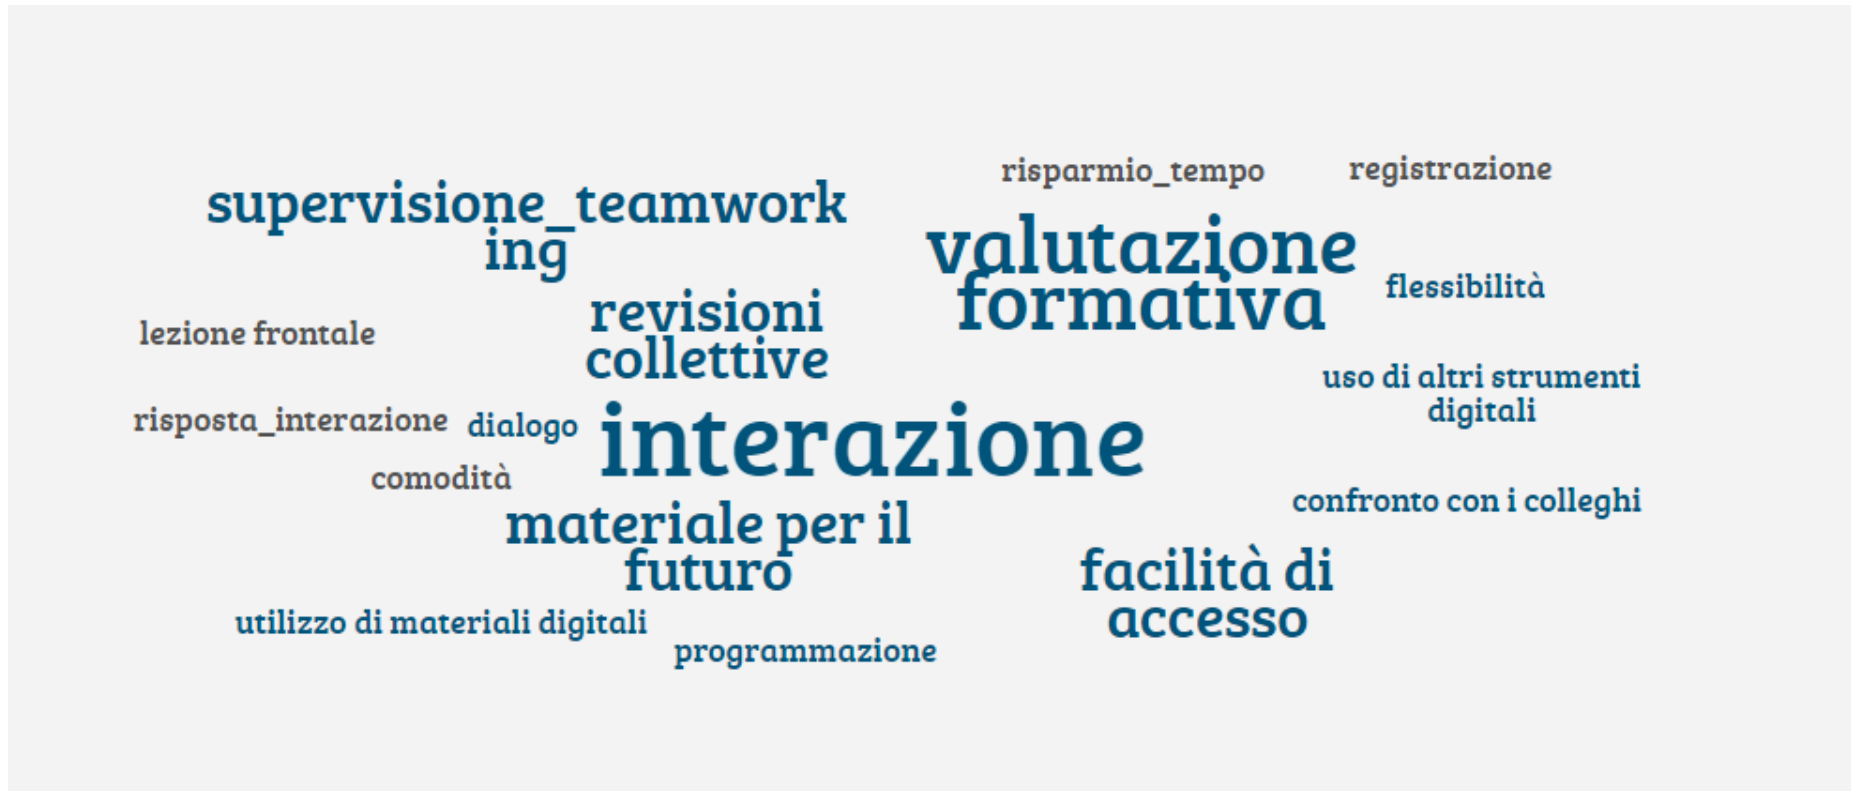 risparmio_tempo
registrazione
supervisione_teamwork
ing
valutazione
formativa
flessibilità
revisioni
collettive
lezione frontale
uso di altri strumenti
digitali
risposta_interazione
dialogo
interazione
comodità
confronto con i colleghi
materiale per il
futuro
facilità di
accesso
utilizzo di materiali digitali
programmazione